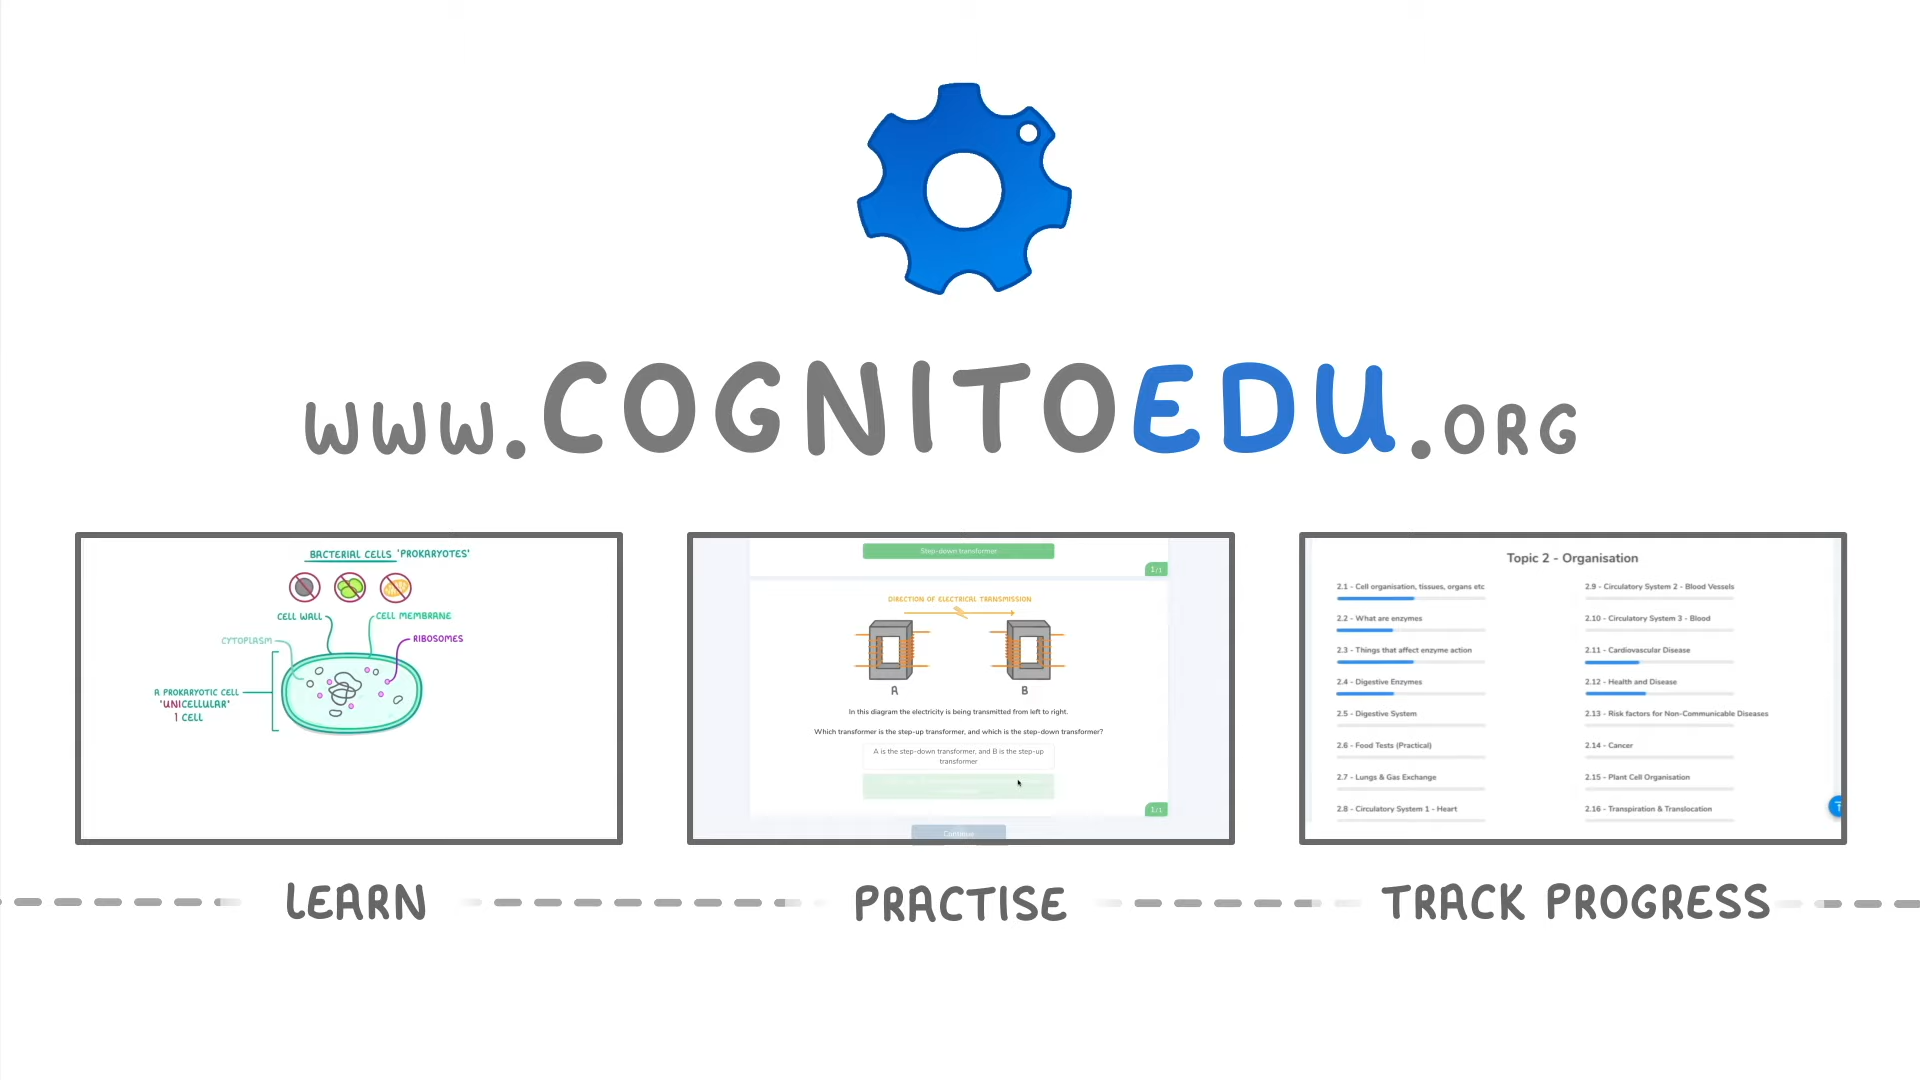 www.COGNITOEDU.ORG
BACTERIAL CELLS 'PROKARYOTES'
CELL WALL
CELL MEMBRANE
CYTOPLASM
RIBOSOMES
A PROKARYOTIC CELL
'UNICELLULAR'
1 CELL
Step-down transformer
1/1
DIRECTION OF ELECTRICAL TRANSMISSION
A
B
In this diagram the electricity is being transmitted from left to right.
Which transformer is the step-up transformer, and which is the step-down transformer?
A is the step-down transformer, and B is the step-up
transformer
1/1
Continue
Topic 2 - Organisation
2.1 - Cell organisation, tissues, organs etc
2.2 - What are enzymes
2.3 - Things that affect enzyme action
2.4 - Digestive Enzymes
2.5 - Digestive System
2.6 - Food Tests (Practical)
2.7 - Lungs & Gas Exchange
2.8 - Circulatory System 1 - Heart
2.9 - Circulatory System 2 - Blood Vessels
2.10 - Circulatory System 3 - Blood
2.11 - Cardiovascular Disease
2.12 - Health and Disease
2.13 - Risk factors for Non-Communicable Diseases
2.14 - Cancer
2.15 - Plant Cell Organisation
2.16 - Transpiration & Translocation
LEARN
PRACTISE
TRACK PROGRESS